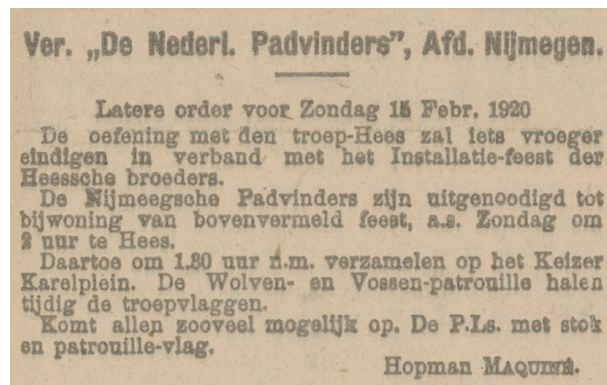 Ver. „De Nederl. Padvinders”, Afd. Nijmegen.
Latere order voor Zondag 15 Febr. 1920
De oefening met den troep-Hees zal iets vroeger
eindigen in verband met het Installatie-feest der
Heessche broeders.
De Nijmeegsche Padvinders zijn uitgenoodigd tot
bijwoning van bovenvermeld feest, a.s. Zondag om
2 uur te Hees.
Daartoe om 1.30 uur n.m. verzamelen op het Keizer
Karelplein. De Wolven- en Vossen-patrouille halen
tijdig de troepvlaggen.
Komt allen zooveel mogelijk op. De P.Ls. met stok
en patrouille-vlag.
Hopman MAQUINÉ.